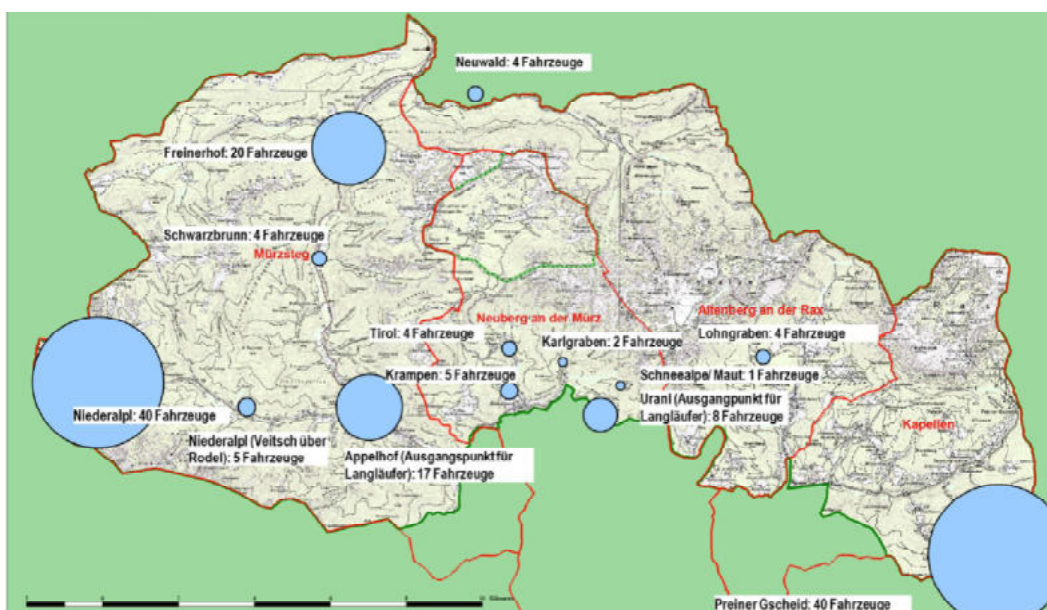 Neuwald: 4 Fahrzeuge
Freinerhof: 20 Fahrzeuge
Schwarzbrunn: 4 Fahrzeuge
Mürzsteg
Neuberg an der Mürz
Altenberg an der Rax
Tirol: 4 Fahrzeuge
Karlgraben: 2 Fahrzeuge
Lohngraben: 4 Fahrzeuge
Krampen: 5 Fahrzeuge
Schneealpe/ Maut: 1 Fahrzeuge
Urani (Ausgangpunkt für
Langläufer): 8 Fahrzeuge
Niederalpl: 40 Fahrzeuge
Kapellen
Niederalpl (Veitsch über
Rodel): 5 Fahrzeuge
Appelhof (Ausgangspunkt für
Langläufer): 17 Fahrzeuge
Preiner Gscheid: 40 Fahrzeuge